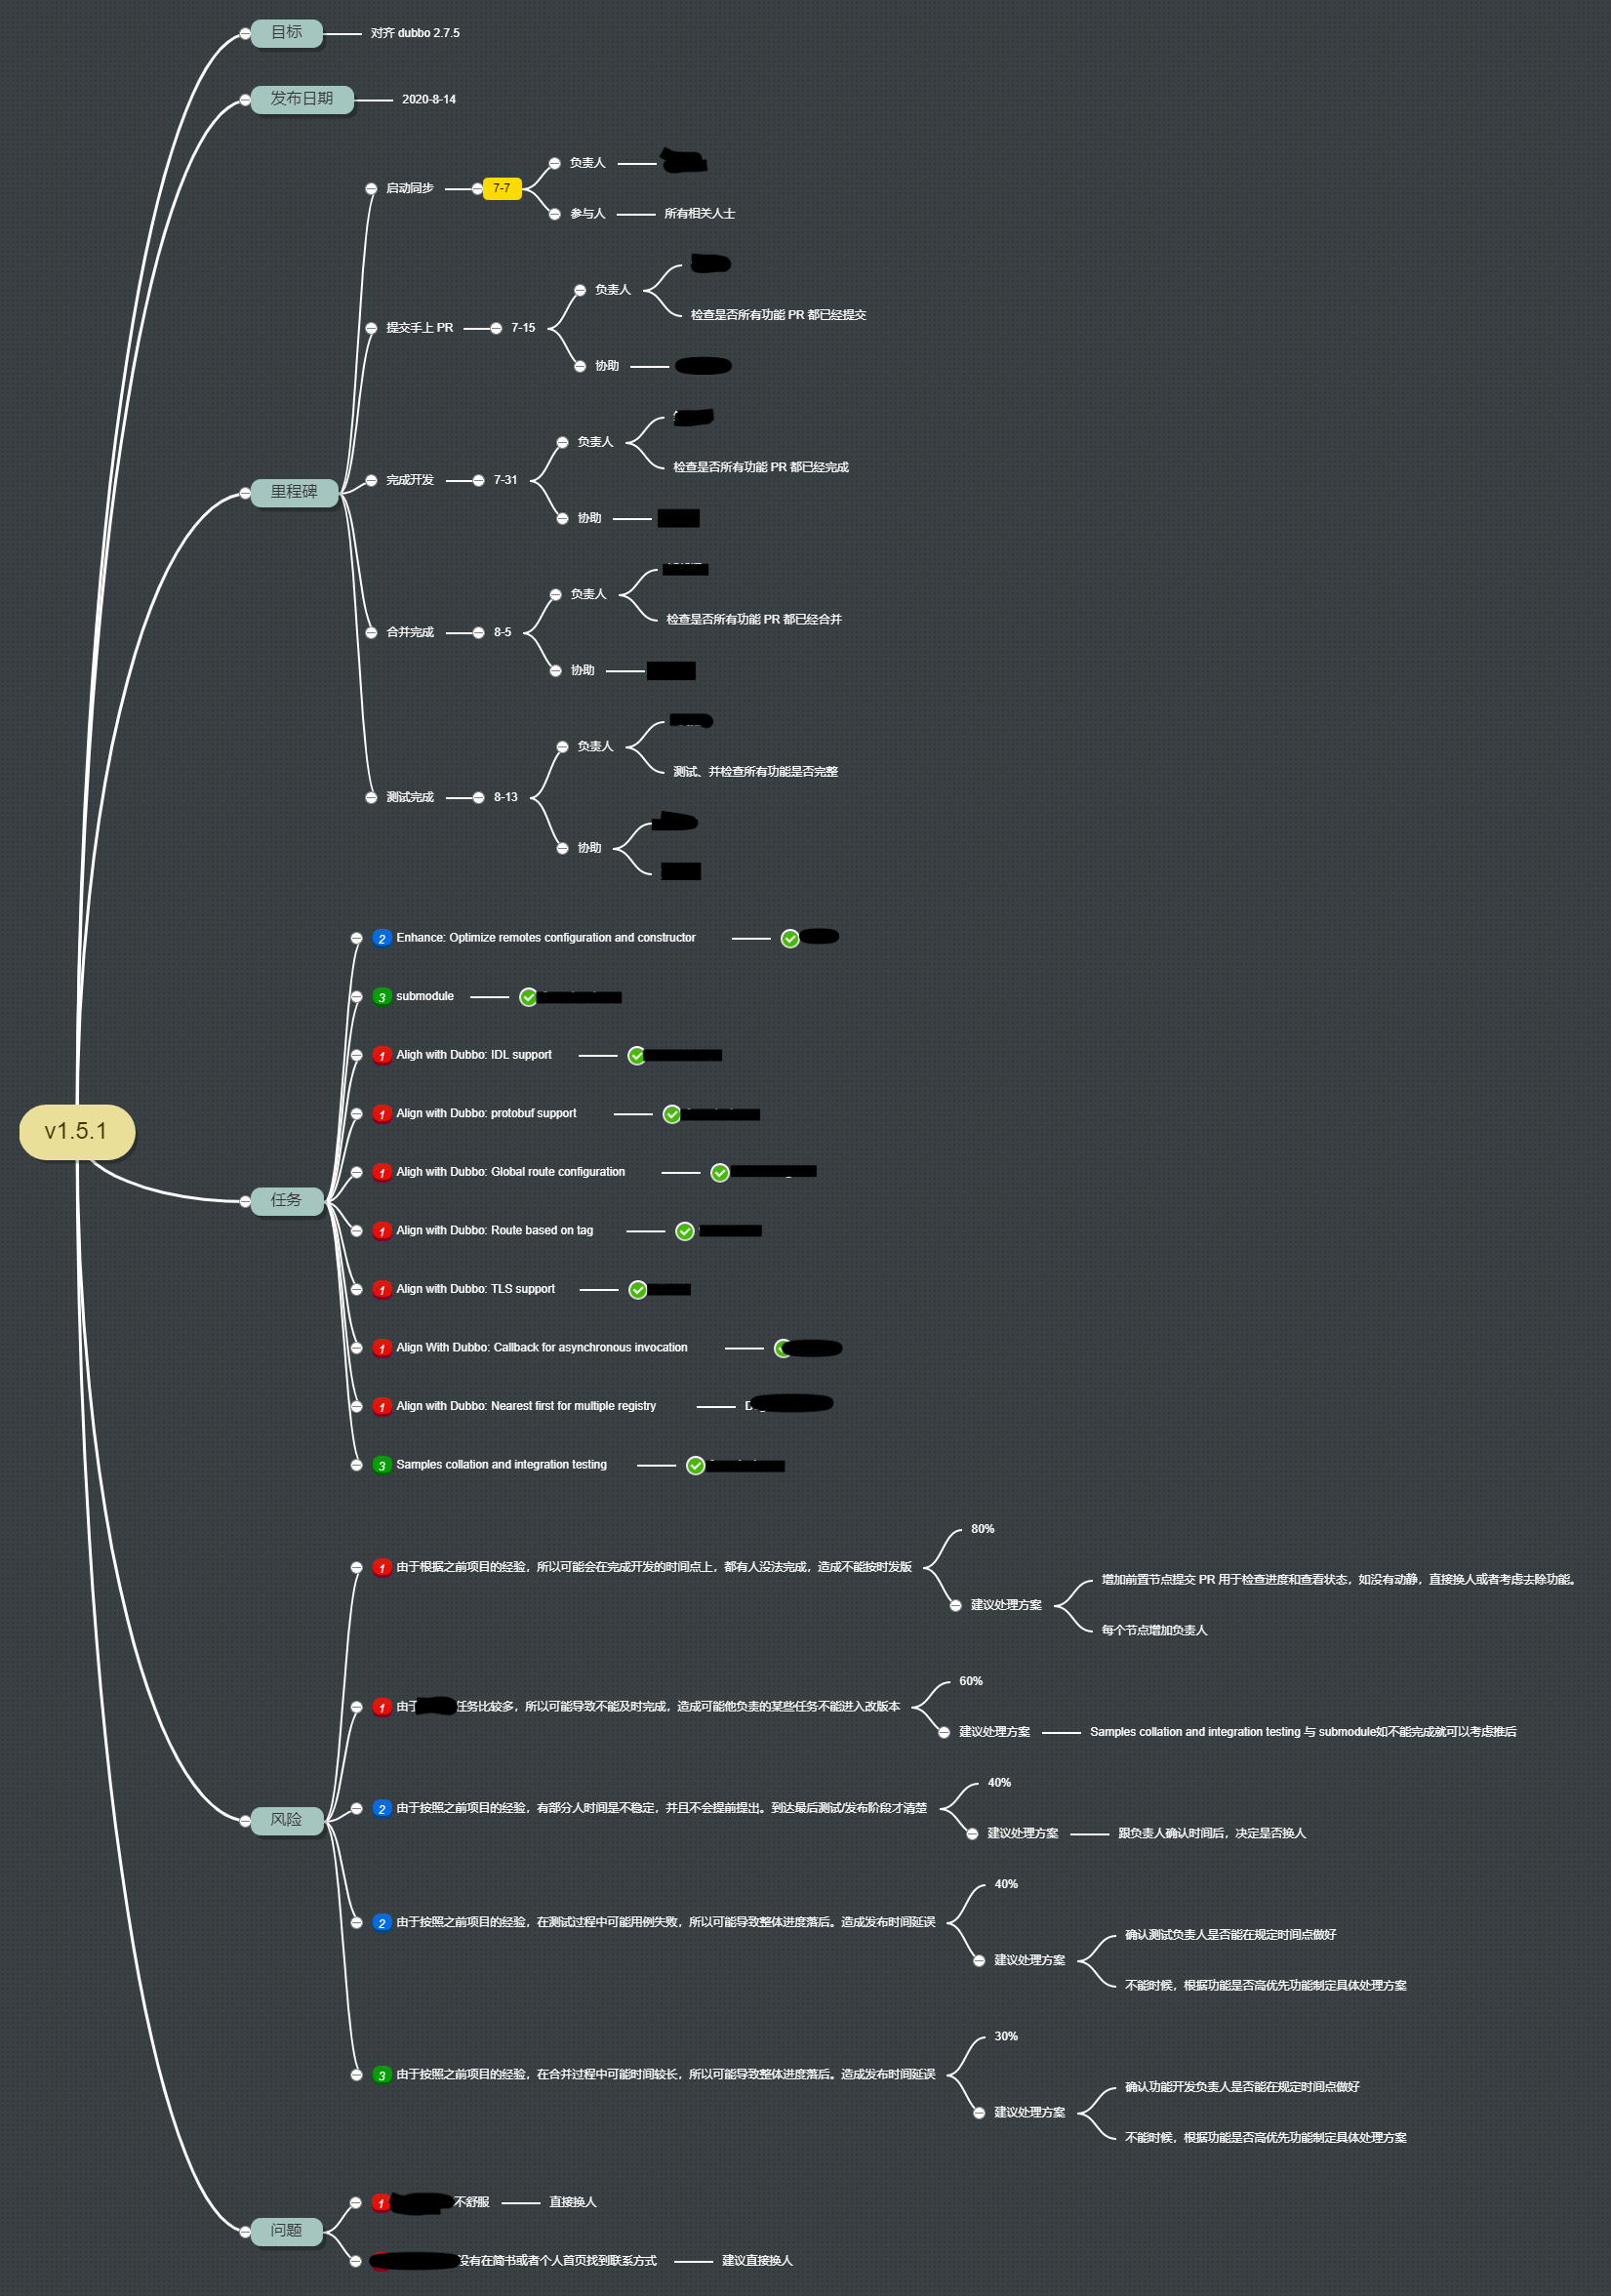 目标
对齐 dubbo 2.7.5
发布日期
2020-8-14
里程碑
启动同步
7-7
负责人
参与人
所有相关人士
提交手上 PR
7-15
负责人
检查是否所有功能 PR 都已经提交
协助
完成开发
7-31
负责人
检查是否所有功能 PR 都已经完成
协助
合并完成
8-5
负责人
检查是否所有功能 PR 都已经合并
协助
测试完成
8-13
负责人
测试、并检查所有功能是否完整
协助
v1.5.1
任务
2 Enhance: Optimize remotes configuration and constructor
3 submodule
1 Aligh with Dubbo: IDL support
1 Align with Dubbo: protobuf support
1 Aligh with Dubbo: Global route configuration
1 Align with Dubbo: Route based on tag
1 Align with Dubbo: TLS support
1 Align With Dubbo: Callback for asynchronous invocation
1 Align with Dubbo: Nearest first for multiple registry
3 Samples collation and integration testing
风险
1 由于根据之前项目的经验，所以可能会在完成开发的时间点上，都有人没法完成，造成不能按时发版
80%
建议处理方案
增加前置节点提交 PR 用于检查进度和查看状态，如没有动静，直接换人或者考虑去除功能。
每个节点增加负责人
1 由于 任务比较多，所以可能导致不能及时完成，造成可能他负责的某些任务不能进入改版本
60%
建议处理方案
Samples collation and integration testing 与 submodule如不能完成就可以考虑推后
2 由于按照之前项目的经验，有部分人时间是不稳定，并且不会提前提出。到达最后测试/发布阶段才清楚
40%
建议处理方案
跟负责人确认时间后，决定是否换人
2 由于按照之前项目的经验，在测试过程中可能用例失败，所以可能导致整体进度落后。造成发布时间延误
40%
建议处理方案
确认测试负责人是否能在规定时间点做好
不能时候，根据功能是否高优先功能制定具体处理方案
3 由于按照之前项目的经验，在合并过程中可能时间较长，所以可能导致整体进度落后。造成发布时间延误
30%
建议处理方案
确认功能开发负责人是否能在规定时间点做好
不能时候，根据功能是否高优先功能制定具体处理方案
问题
1 不舒服
直接换人
没有在简书或者个人首页找到联系方式
建议直接换人